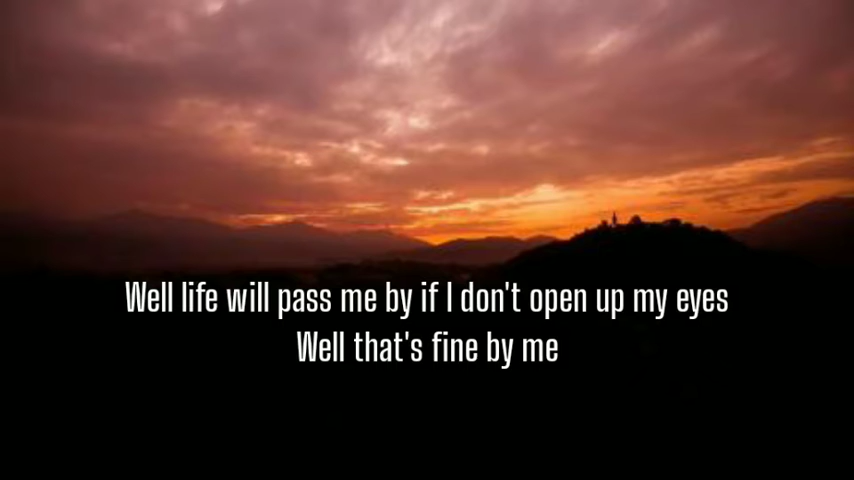 Well life will pass me by if I don't open up my eyes
Well that's fine by me